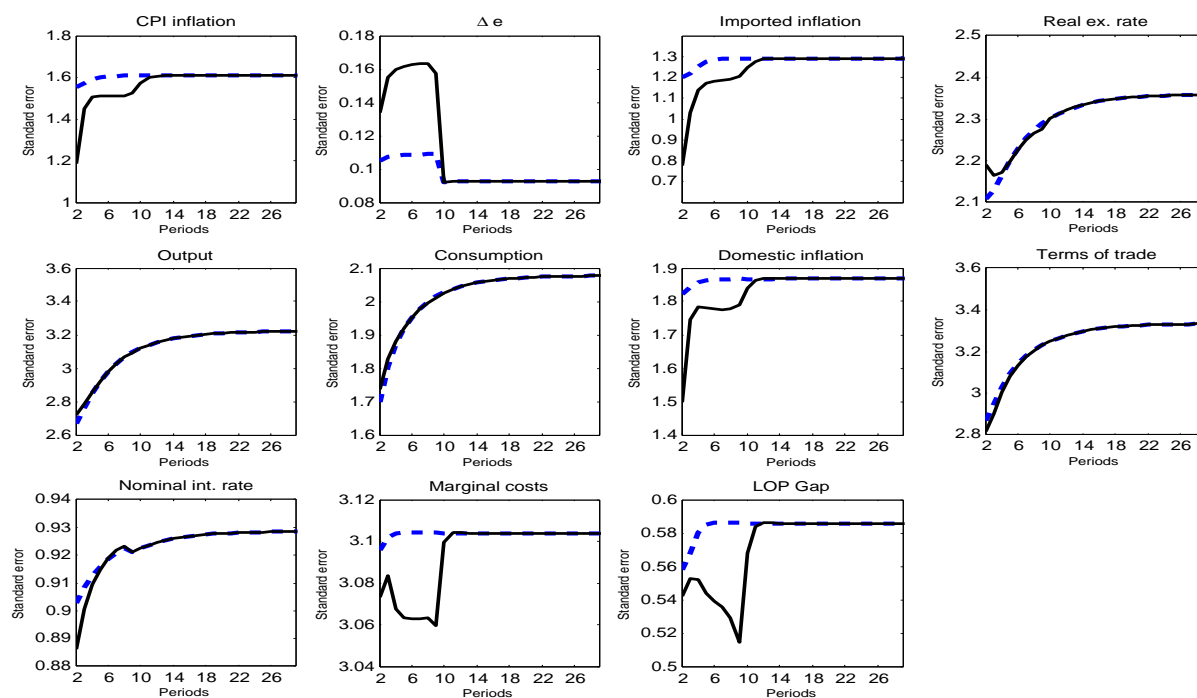 CPI inflation
Standard error
1.8
1.6
1.4
1.2
1
2 6 10 14 18 22 26
Periods
Δ e
Standard error
0.16
0.14
0.12
0.1
0.08
2 6 10 14 18 22 26
Periods
Imported inflation
Standard error
1.3
1.2
1.1
1
0.9
0.8
0.7
2 6 10 14 18 22 26
Periods
Real ex. rate
Standard error
2.5
2.4
2.3
2.2
2.1
2 6 10 14 18 22 26
Periods
Output
Standard error
3.6
3.4
3.2
3
2.8
2.6
2 6 10 14 18 22 26
Periods
Consumption
Standard error
2.1
2
1.9
1.8
1.7
1.6
2 6 10 14 18 22 26
Periods
Domestic inflation
Standard error
1.9
1.8
1.7
1.6
1.5
1.4
2 6 10 14 18 22 26
Periods
Terms of trade
Standard error
3.6
3.4
3.2
3
2.8
2 6 10 14 18 22 26
Periods
Nominal int. rate
Standard error
0.94
0.93
0.92
0.91
0.9
0.89
0.88
2 6 10 14 18 22 26
Periods
Marginal costs
Standard error
3.12
3.1
3.08
3.06
3.04
2 6 10 14 18 22 26
Periods
LOP Gap
Standard error
0.6
0.58
0.56
0.54
0.52
0.5
2 6 10 14 18 22 26
Periods